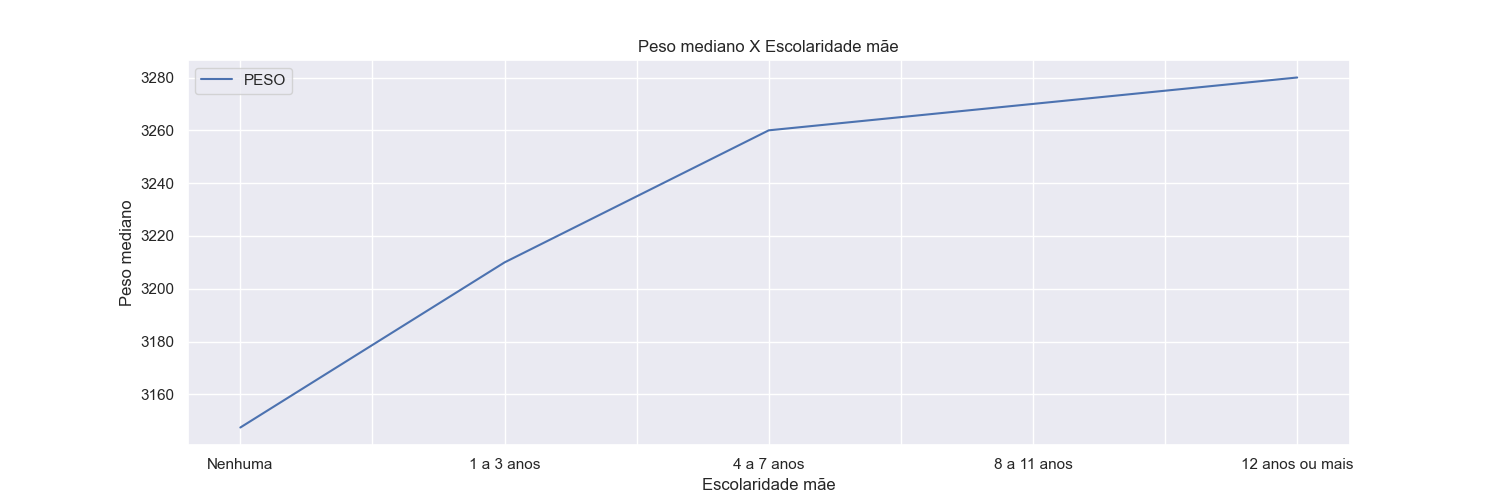 Peso mediano X Escolaridade mãe
PESO
3280
3260
3240
3220
3200
3180
3160
Peso mediano
Nenhuma
1 a 3 anos
4 a 7 anos
8 a 11 anos
12 anos ou mais
Escolaridade mãe